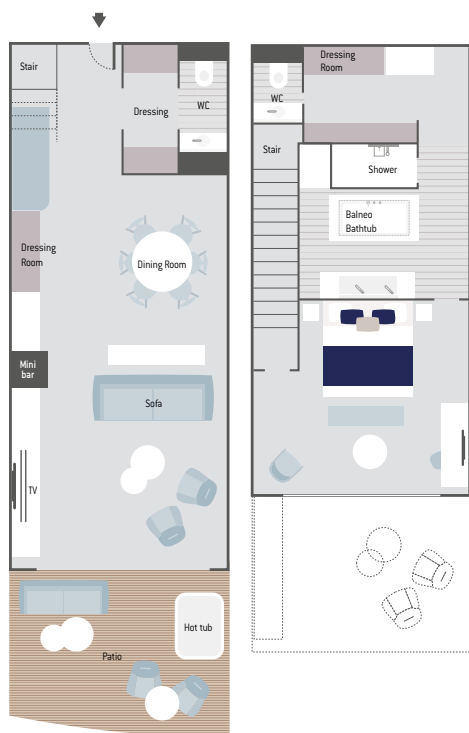 Stair
Dressing
WC
Dressing
Room
Dining Room
Mini
bar
Sofa
TV
Hot tub
Patio
Dressing
Room
WC
Stair
Shower
Balneo
Bathtub